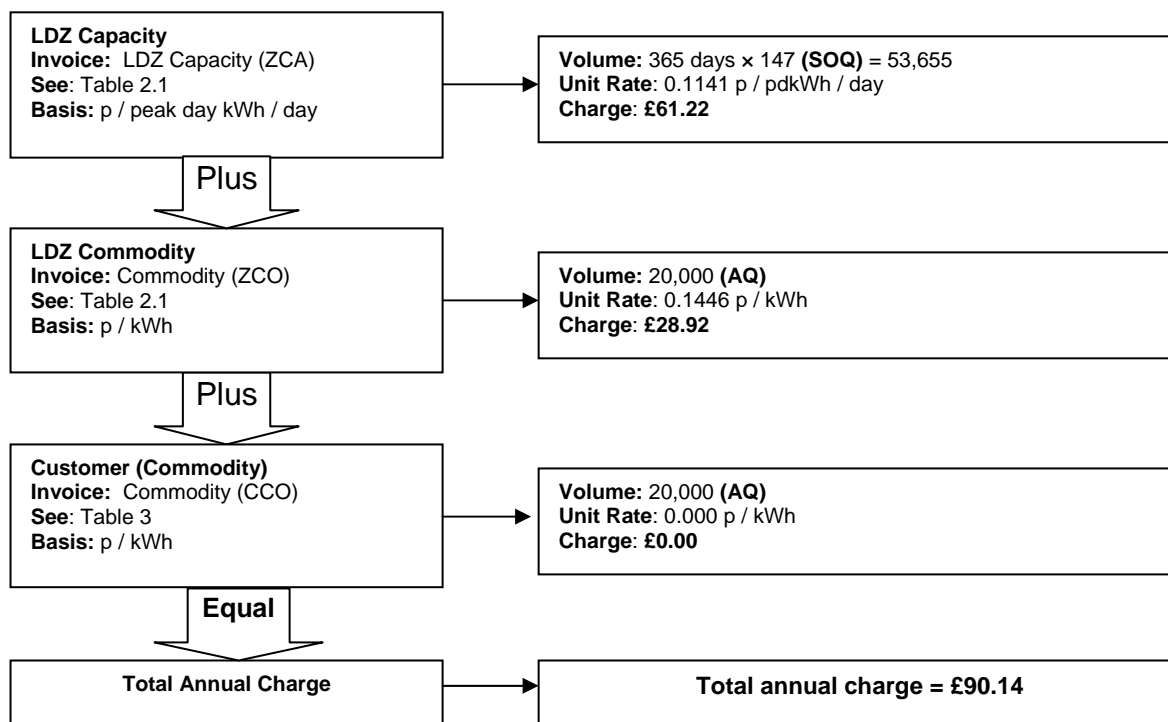 LDZ Capacity
Invoice: LDZ Capacity (ZCA)
See: Table 2.1
Basis: p / peak day kWh / day
Volume: 365 days × 147 (SOQ) = 53,655
Unit Rate: 0.1141 p / pdkWh / day
Charge: £61.22
Plus
LDZ Commodity
Invoice: Commodity (ZCO)
See: Table 2.1
Basis: p / kWh
Volume: 20,000 (AQ)
Unit Rate: 0.1446 p / kWh
Charge: £28.92
Plus
Customer (Commodity)
Invoice: Commodity (CCO)
See: Table 3
Basis: p / kWh
Volume: 20,000 (AQ)
Unit Rate: 0.000 p / kWh
Charge: £0.00
Equal
Total Annual Charge
Total annual charge = £90.14